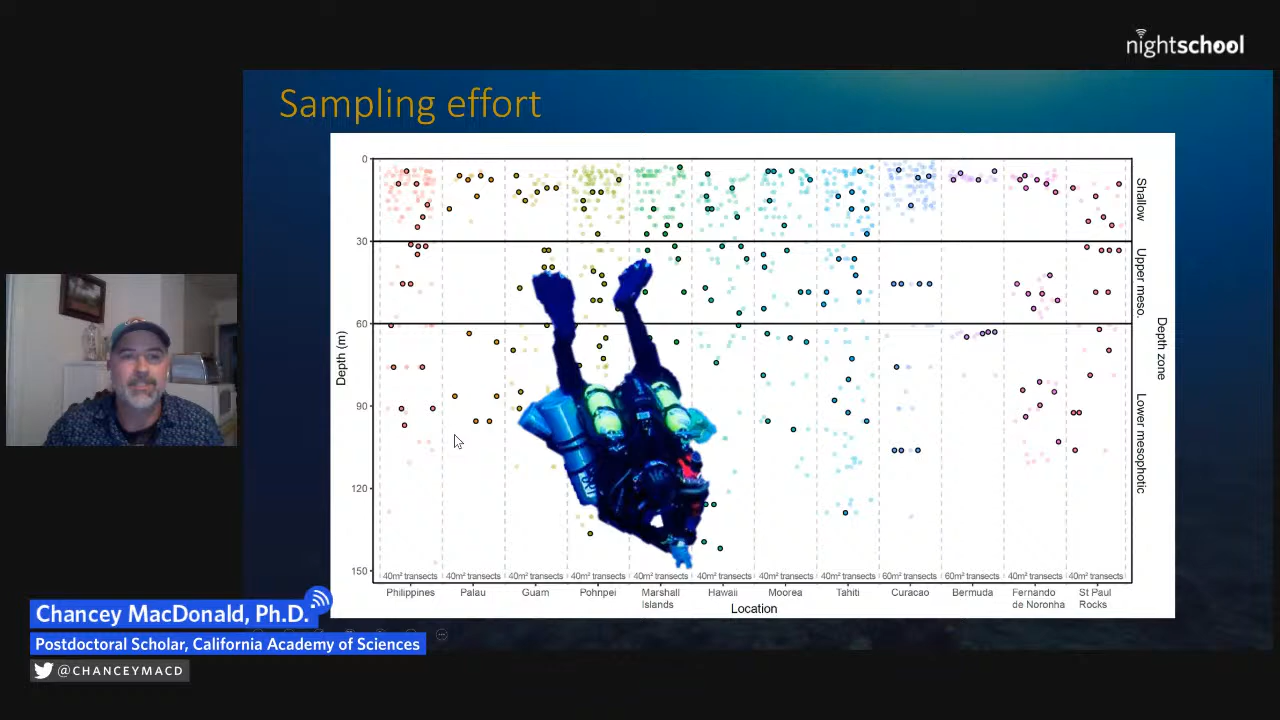 nightschool
Sampling effort
0
30
60
90
120
150
Depth (m)
Shallow
Upper meso.
Lower mesophotic
Depth zone
40m² transects 40m² transects 40m² transects 40m² transects 40m² transects 40m² transects 40m² transects 40m² transects 60m² transects 60m² transects 40m² transects 40m² transects
Philippines Palau Guam Pohnpei Marshall Islands Hawaii Moorea Tahiti Curacao Bermuda Fernando de Noronha St Paul Rocks
Location
Chancey MacDonald, Ph.D.
Postdoctoral Scholar, California Academy of Sciences
@CHANCEYMACD